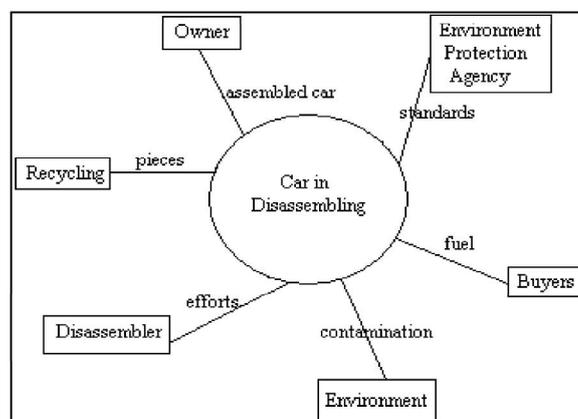 Owner
Environment
Protection
Agency
assembled car
standards
pieces
Recycling
Car in
Disassembling
fuel
Buyers
efforts
Disassembler
contamination
Environment